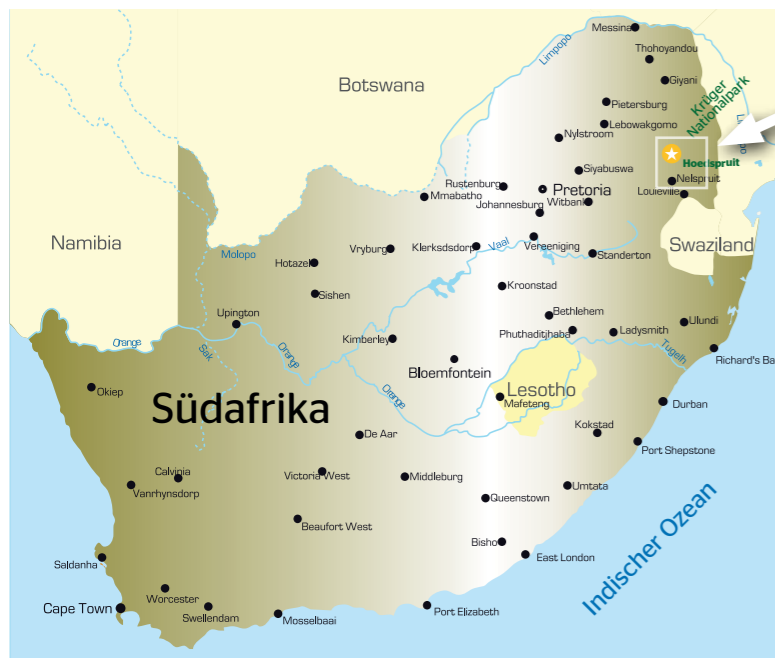 Messina
Thohoyandou
Limpopo
Giyani
Botswana
Krüger
Nationalpark
Pietersburg
Lebowakgomo
Nylstroom
Hoedspruit
Siyabuswa
Nelspruit
Rustenburg
Pretoria
Mmabatho
Louieville
Johannesburg
Witbank
Namibia
Vaal
Swaziland
Vryburg
Klerksdsdorp
Vereeniging
Molopo
Standerton
Hotazel
Sishen
Kroonstad
Upington
Bethlehem
Ulundi
Phuthaditjhaba
Ladysmith
Orange
Kimberley
Sak
Orange
Tugelh
Richard's Ba
Bloemfontein
Okiep
Orange
Lesotho
Südafrika
Mafeteng
Durban
Kokstad
De Aar
Port Shepstone
Calvinia
Victoria West
Middleburg
Vanrhynsdorp
Umtata
Queenstown
Beaufort West
Indischer Ozean
Bisho
East London
Saldanha
Worcester
Cape Town
Swellendam
Mosselbaai
Port Elizabeth